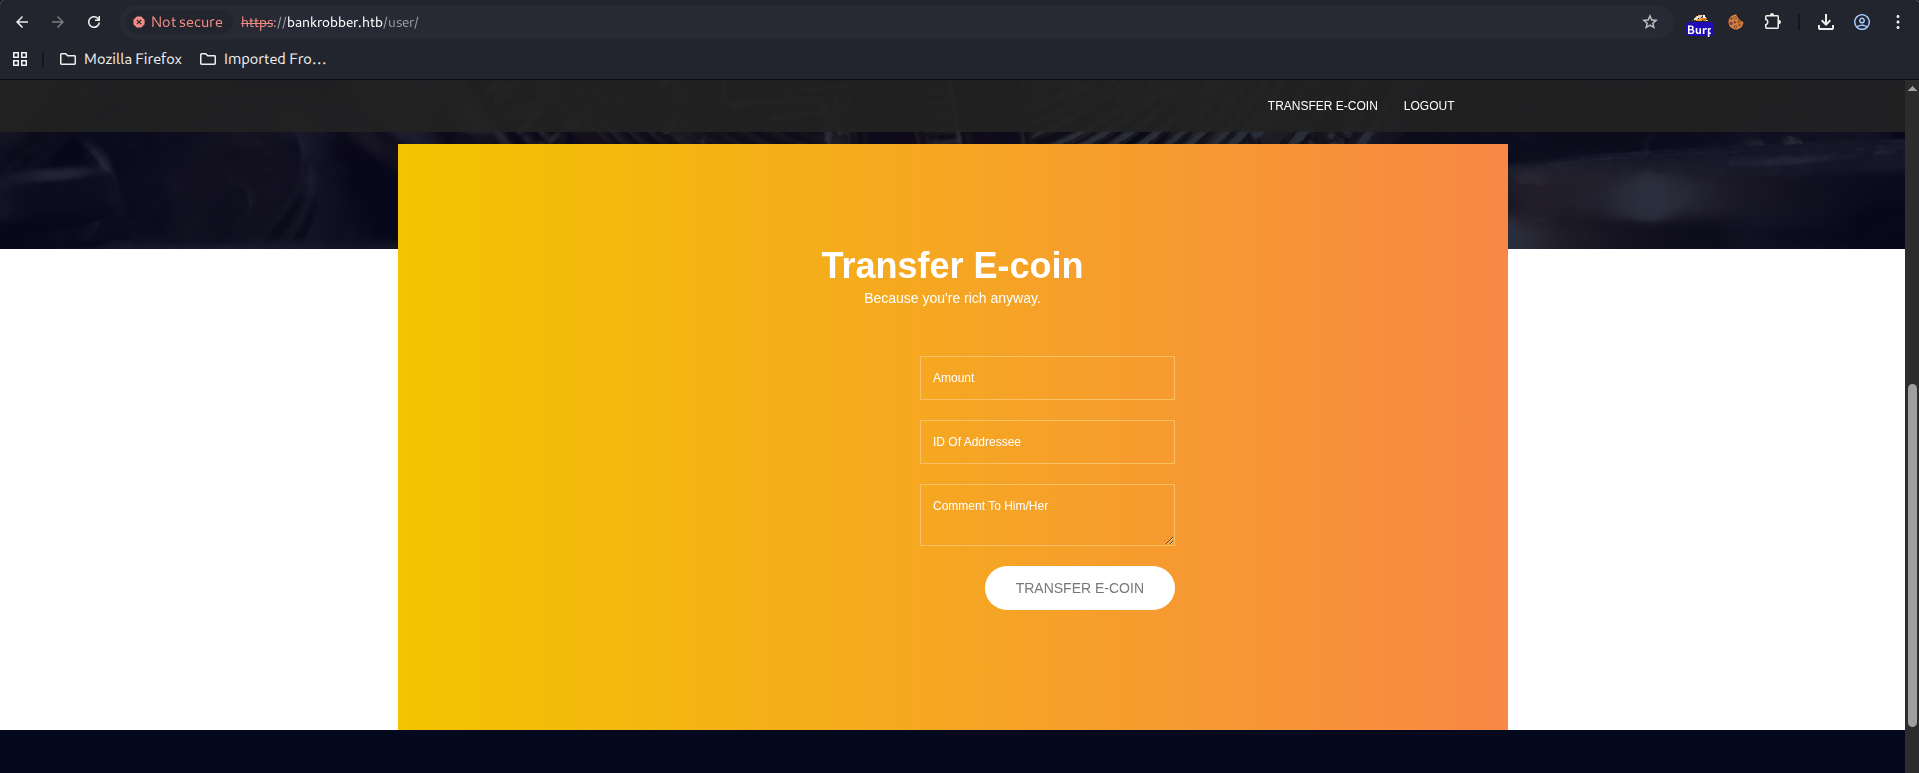 Not secure https://bankrobber.htb/user/
Burp
Mozilla Firefox Imported Fro...
TRANSFER E-COIN LOGOUT
Transfer E-coin
Because you're rich anyway.
Amount
ID Of Addressee
Comment To Him/Her
TRANSFER E-COIN